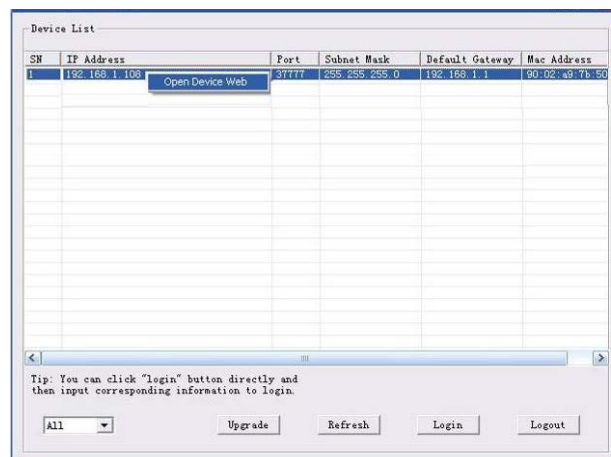 Device List
SN IP Address Port Subnet Mask Default Gateway Mac Address
1 192.168.1.108 37777 255.255.255.0 192.168.1.1 90:02:a9:7b:50
Open Device Web
Tip: You can click "login" button directly and
then input corresponding information to login.
All Upgrade Refresh Login Logout